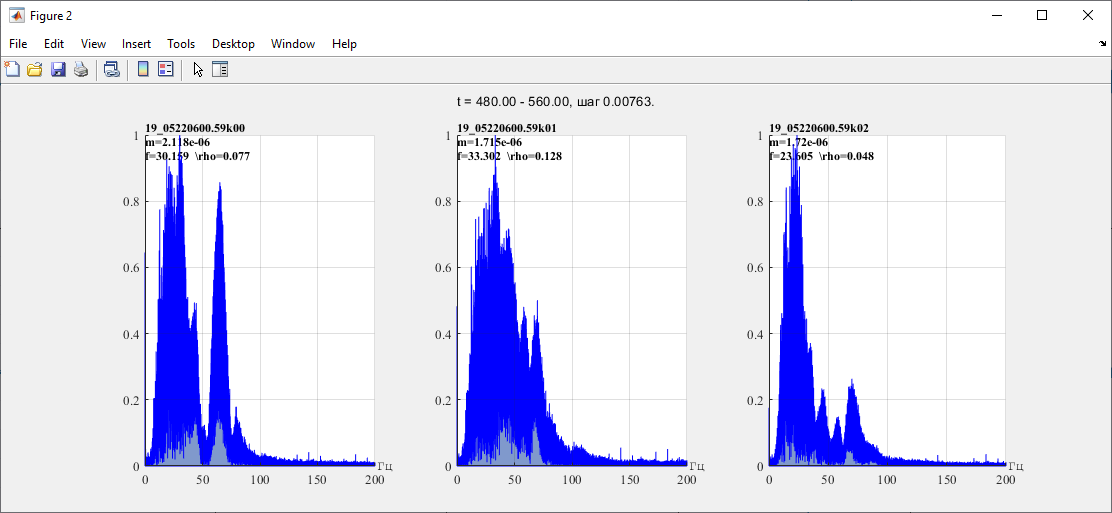 Figure 2
File Edit View Insert Tools Desktop Window Help
t = 480.00 - 560.00, шаг 0.00763.
19_05220600.59k00
m=2.118e-06
f=30.159 \rho=0.077
1
0.8
0.6
0.4
0.2
0
0 50 100 150 200
Гц
19_05220600.59k01
m=1.715e-06
f=33.302 \rho=0.128
1
0.8
0.6
0.4
0.2
0
0 50 100 150 200
Гц
19_05220600.59k02
m=1.72e-06
f=23.605 \rho=0.048
1
0.8
0.6
0.4
0.2
0
0 50 100 150 200
Гц